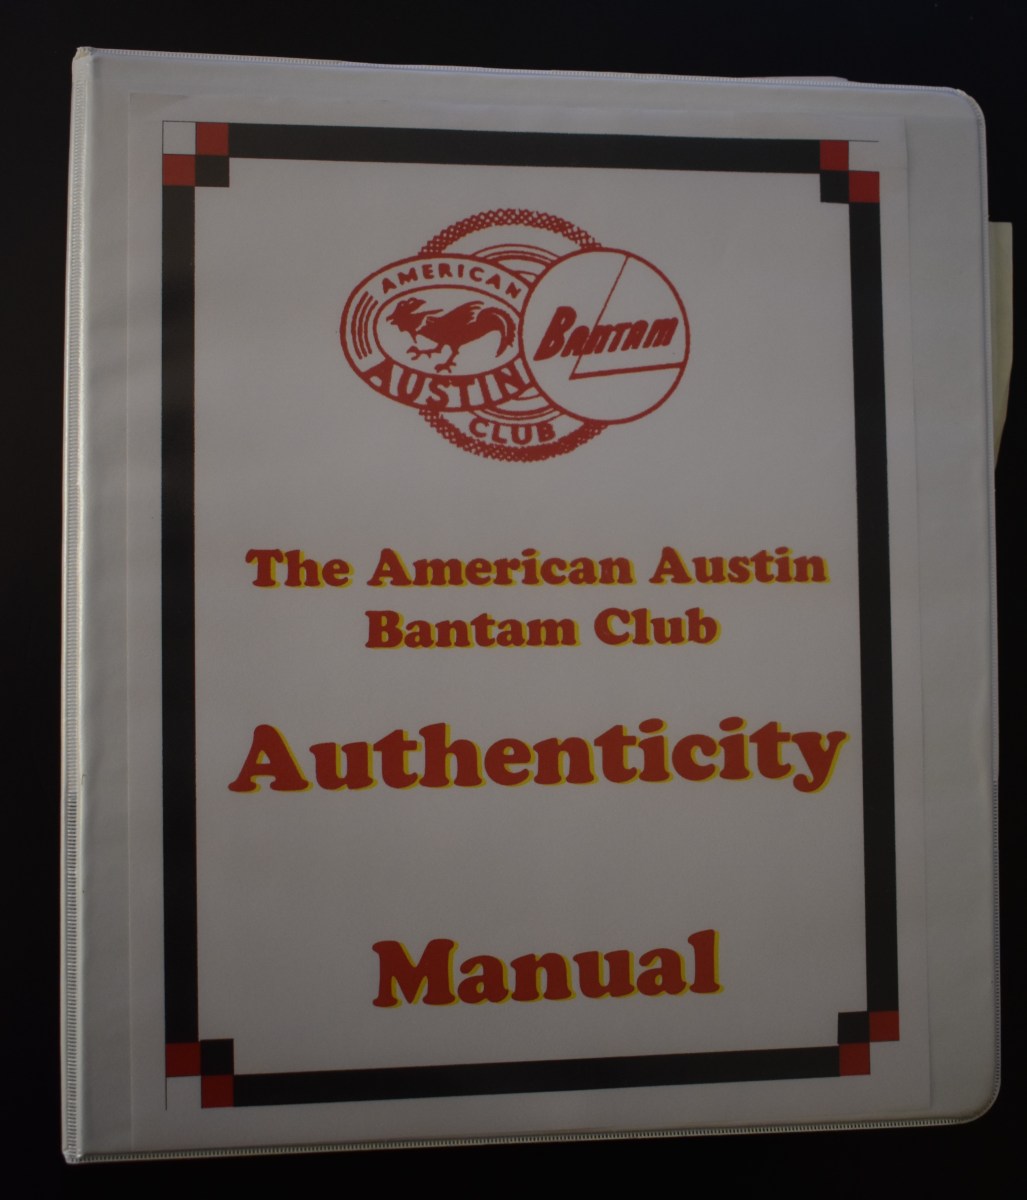 AMERICAN
AUSTIN
CLUB
BANTAM
The American Austin
Bantam Club
Authenticity
Manual